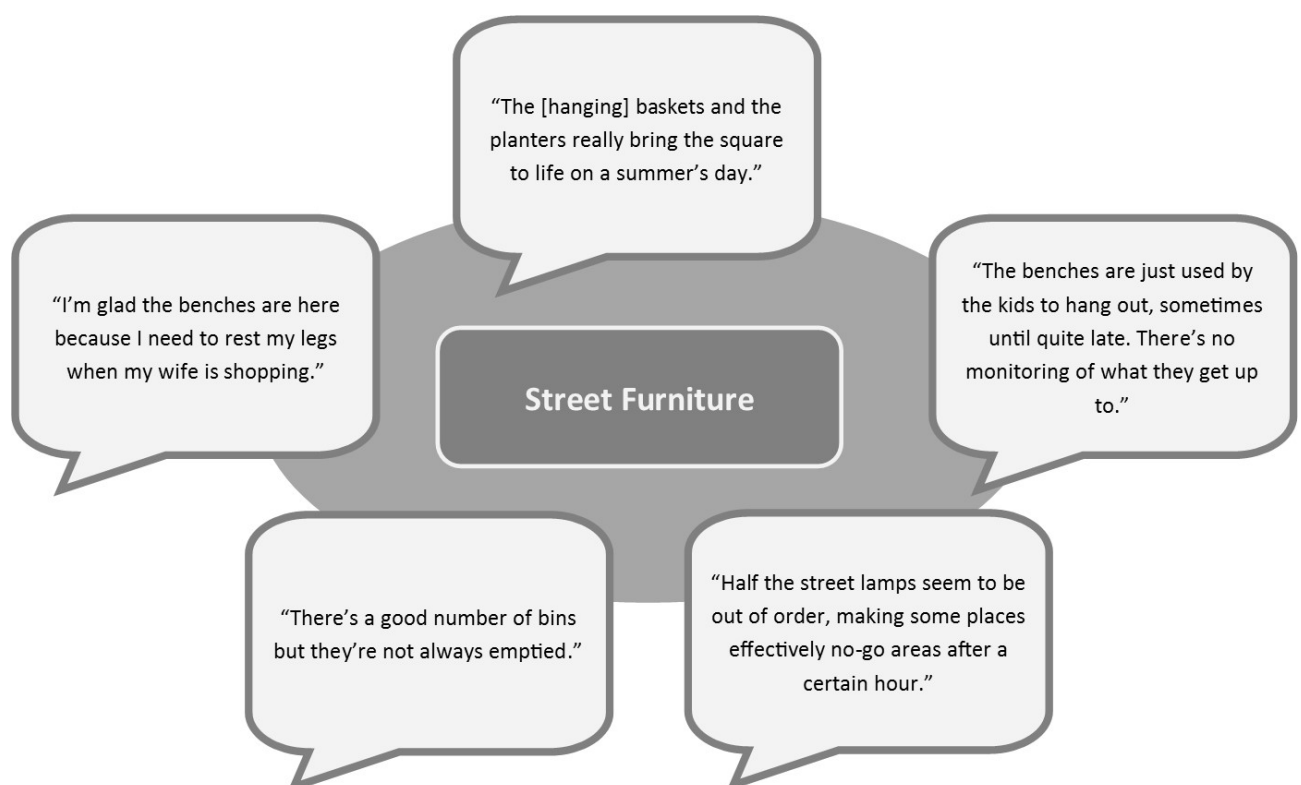 “The [hanging] baskets and the
planters really bring the square
to life on a summer’s day.”
“I’m glad the benches are here
because I need to rest my legs
when my wife is shopping.”
“The benches are just used by
the kids to hang out, sometimes
until quite late. There’s no
monitoring of what they get up
to.”
Street Furniture
“There’s a good number of bins
but they’re not always emptied.”
“Half the street lamps seem to be
out of order, making some places
effectively no-go areas after a
certain hour.”